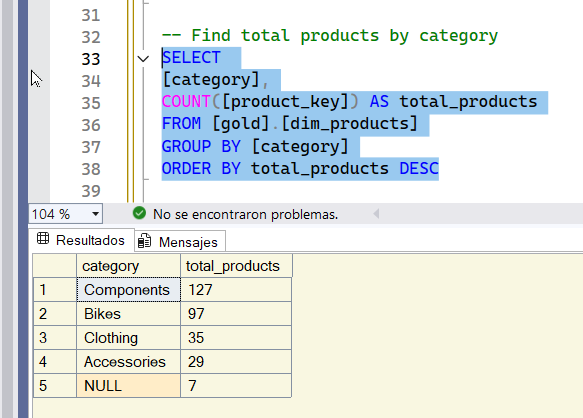 31
32 -- Find total products by category
33 SELECT
34 [category],
35 COUNT([product_key]) AS total_products
36 FROM [gold].[dim_products]
37 GROUP BY [category]
38 ORDER BY total_products DESC
39
104 % No se encontraron problemas.
Resultados Mensajes
category total_products
1 Components 127
2 Bikes 97
3 Clothing 35
4 Accessories 29
5 NULL 7